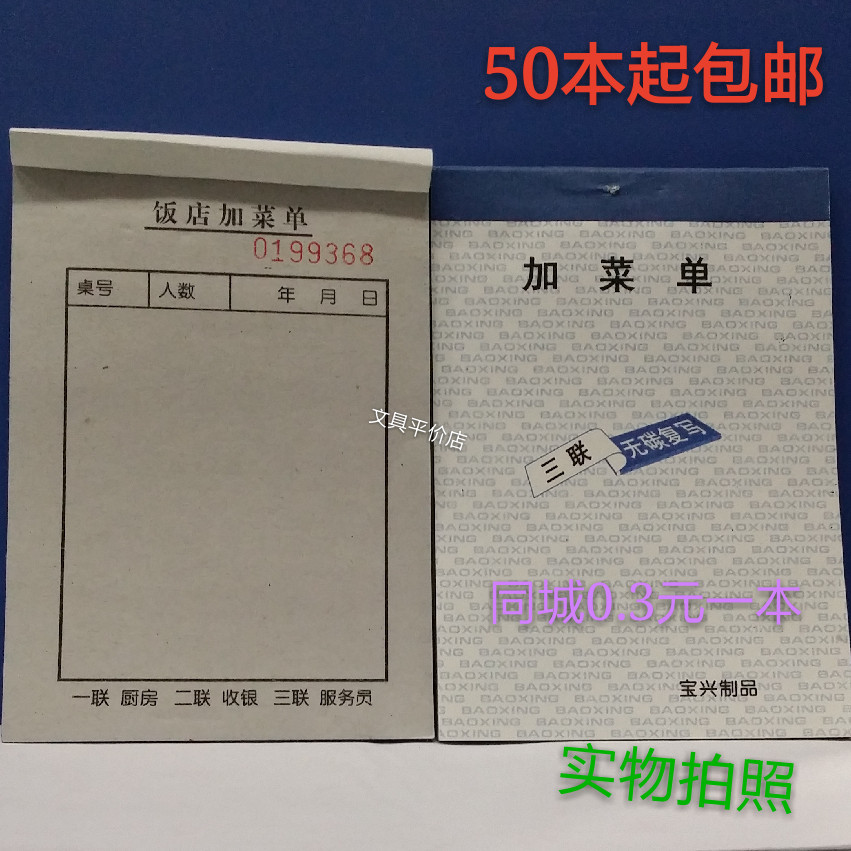 50本起包邮
饭店加菜单
0199368
桌号 人数 年 月 日
文具平价店
一联 厨房 二联 收银 三联 服务员
加菜单
三联 无碳复写
BAOXING
同城0.3元一本
宝兴制品
实物拍照